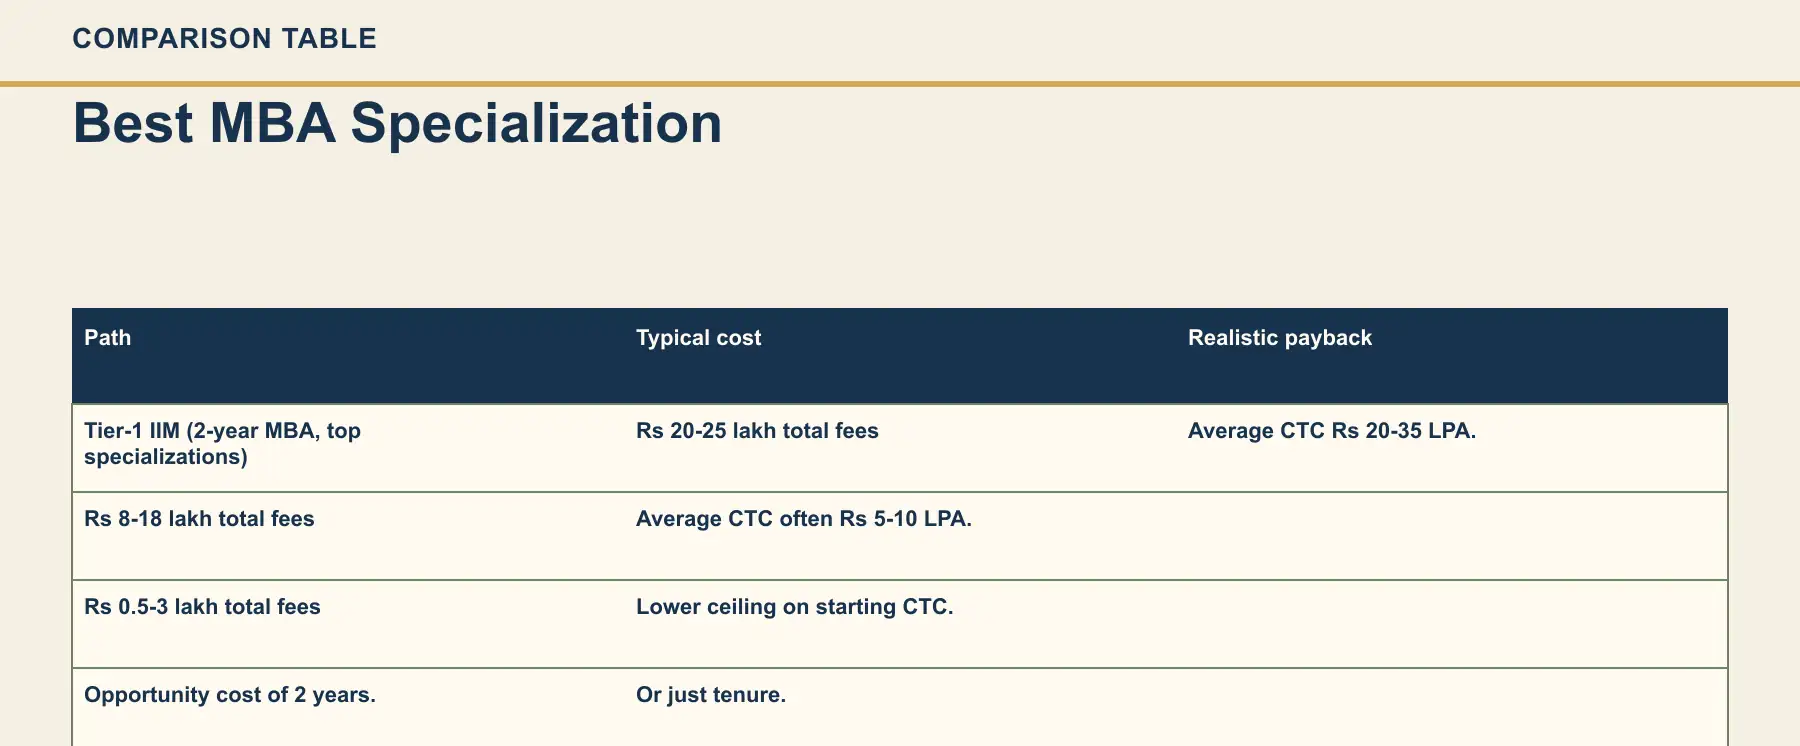 COMPARISON TABLE
Best MBA Specialization
Path
Typical cost
Realistic payback
Tier-1 IIM (2-year MBA, top
specializations)
Rs 20-25 lakh total fees
Average CTC Rs 20-35 LPA.
Rs 8-18 lakh total fees
Average CTC often Rs 5-10 LPA.
Rs 0.5-3 lakh total fees
Lower ceiling on starting CTC.
Opportunity cost of 2 years.
Or just tenure.